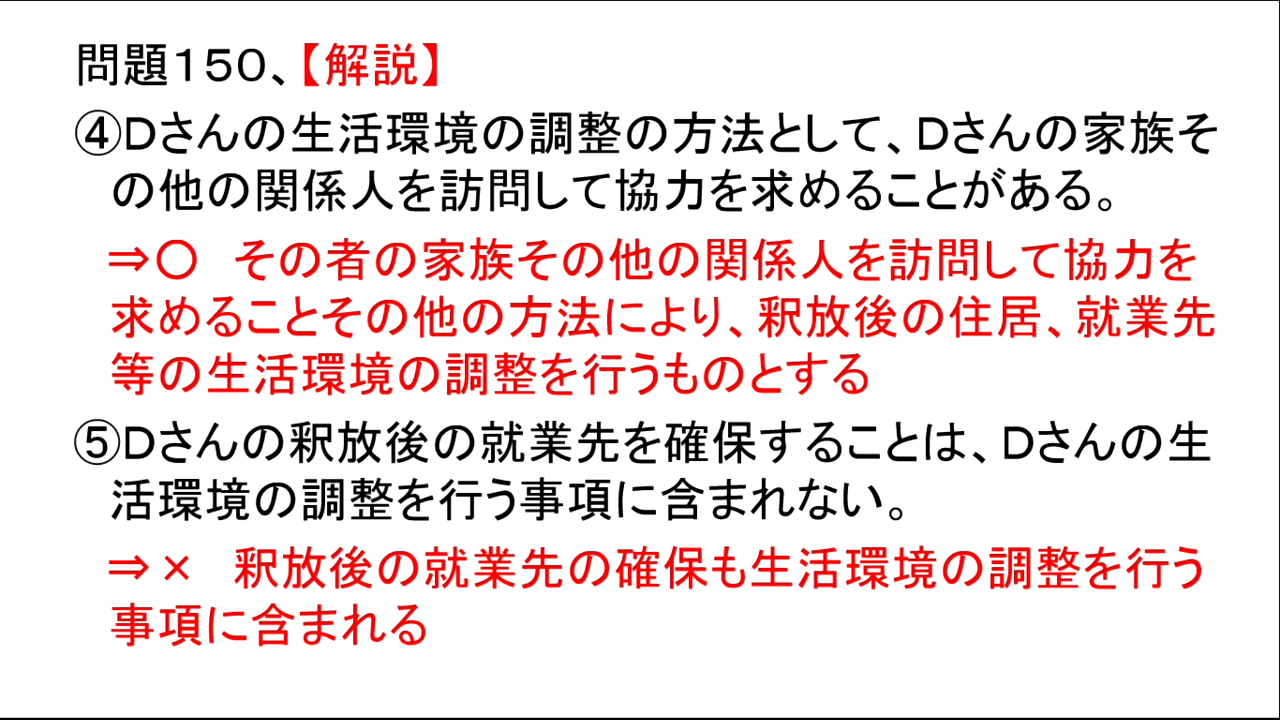 問題１５０、【解説】
④Ｄさんの生活環境の調整の方法として、Ｄさんの家族そ
の他の関係人を訪問して協力を求めることがある。
⇒〇　その者の家族その他の関係人を訪問して協力を
求めることその他の方法により、釈放後の住居、就業先
等の生活環境の調整を行うものとする
⑤Ｄさんの釈放後の就業先を確保することは、Ｄさんの生
活環境の調整を行う事項に含まれない。
⇒×　釈放後の就業先の確保も生活環境の調整を行う
事項に含まれる